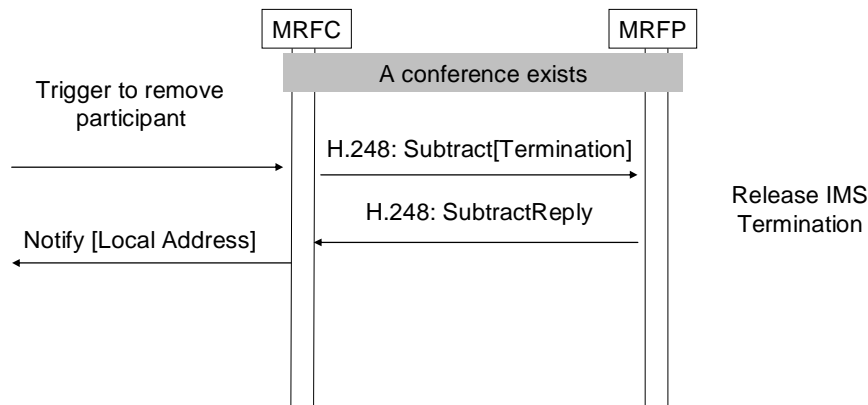 MRFC
MRFP
A conference exists
Trigger to remove
participant
H.248: Subtract[Termination]
Release IMS
Termination
H.248: SubtractReply
Notify [Local Address]